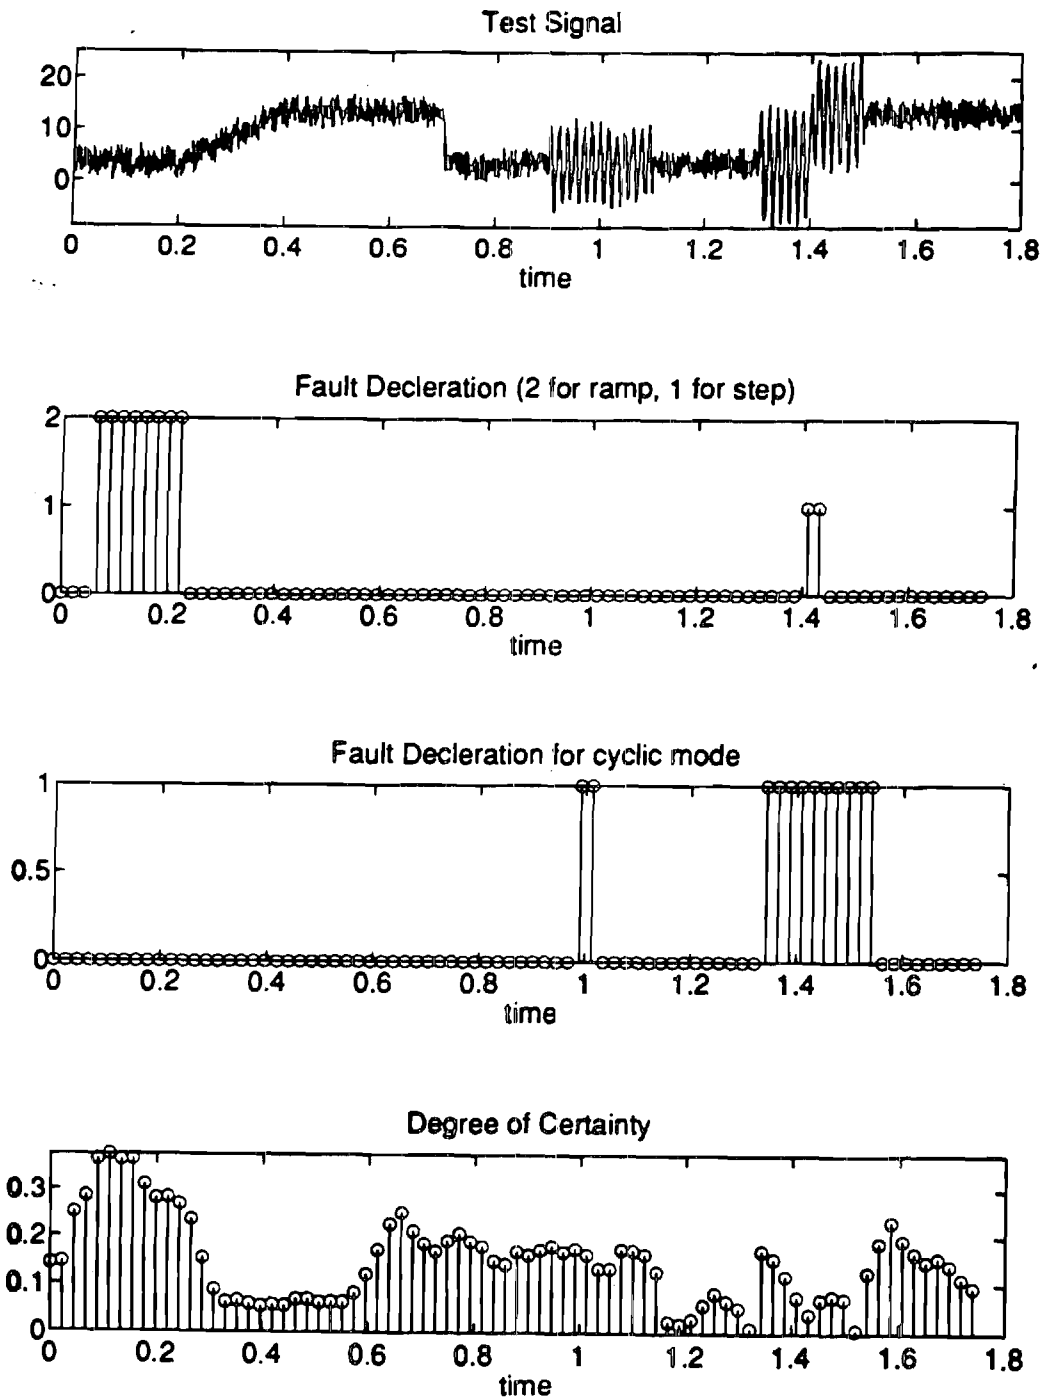 Test Signal
20
10
0
0 0.2 0.4 0.6 0.8 1 1.2 1.4 1.6 1.8
time
Fault Decleration (2 for ramp, 1 for step)
2
1
0
0 0.2 0.4 0.6 0.8 1 1.2 1.4 1.6 1.8
time
Fault Decleration for cyclic mode
1
0.5
0
0 0.2 0.4 0.6 0.8 1 1.2 1.4 1.6 1.8
time
Degree of Certainty
0.3
0.2
0.1
0
0 0.2 0.4 0.6 0.8 1 1.2 1.4 1.6 1.8
time